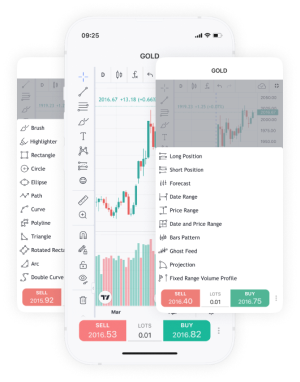 09:25
GOLD
D
2016.67 +13.18 (+0.66%
Mar
SELL
2016.53
LOTS
0.01
BUY
2016.82
D
Brush
Highlighter
Rectangle
Circle
Ellipse
Path
Curve
Polyline
Triangle
Rotated Recta
Arc
Double Curve
SELL
2015.92
GOLD
D
Long Position
Short Position
Forecast
Date Range
Price Range
Date and Price Range
Bars Pattern
Ghost Feed
Projection
Fixed Range Volume Profile
SELL
2016.40
LOTS
0.01
BUY
2016.75